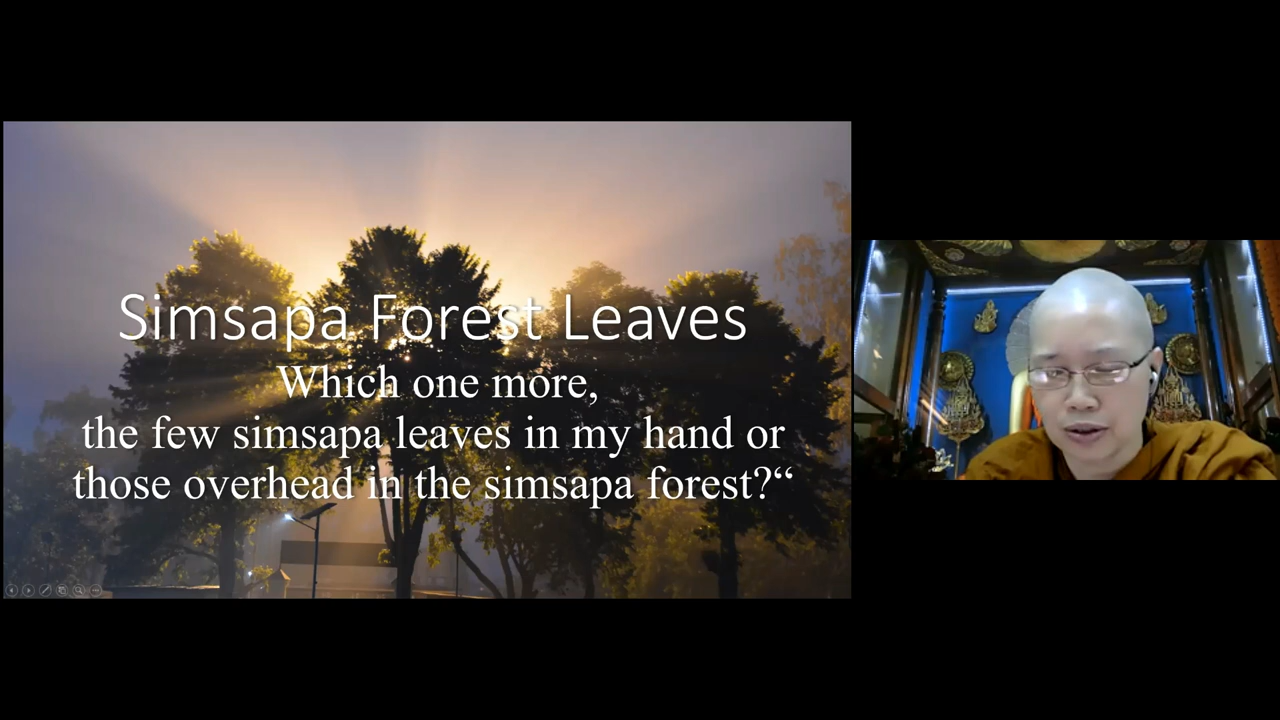 Simsapa Forest Leaves
Which one more,
the few simsapa leaves in my hand or
those overhead in the simsapa forest?“